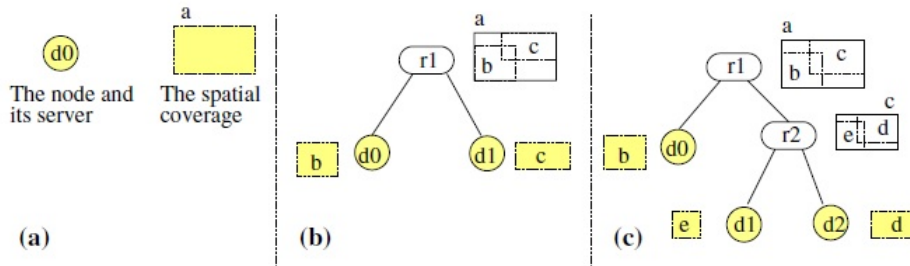 a
d0
The node and
its server
The spatial
coverage
(a)
a
r1
c
b
b
d0
d1
c
(b)
a
r1
c
b
c
e
d
b
d0
r2
e
d1
d2
d
(c)